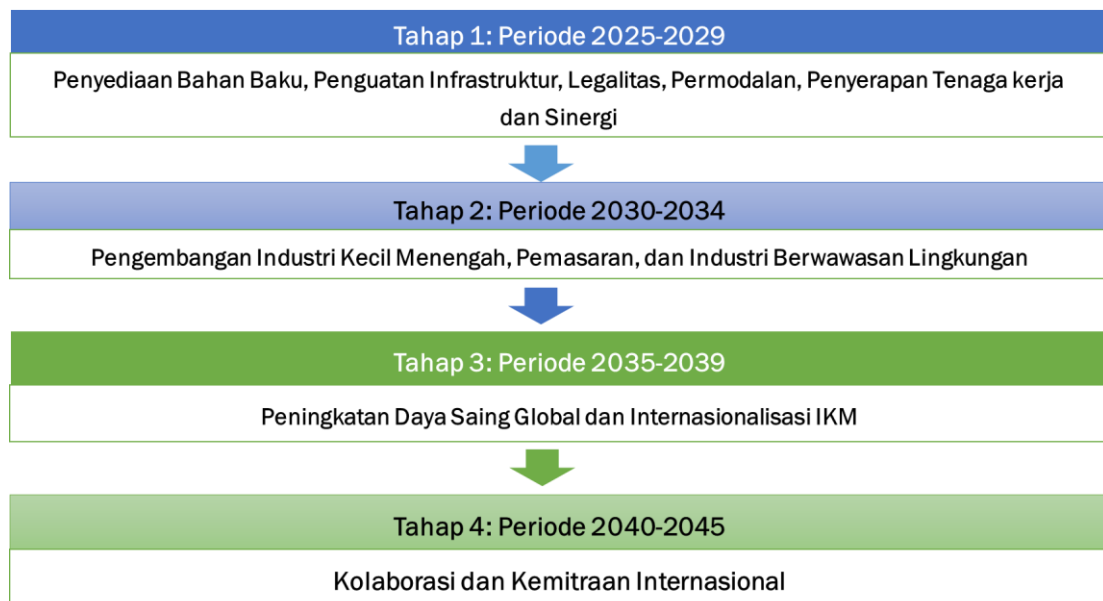 Tahap 1: Periode 2025-2029
Penyediaan Bahan Baku, Penguatan Infrastruktur, Legalitas, Permodalan, Penyerapan Tenaga kerja
dan Sinergi
Tahap 2: Periode 2030-2034
Pengembangan Industri Kecil Menengah, Pemasaran, dan Industri Berwawasan Lingkungan
Tahap 3: Periode 2035-2039
Peningkatan Daya Saing Global dan Internasionalisasi IKM
Tahap 4: Periode 2040-2045
Kolaborasi dan Kemitraan Internasional